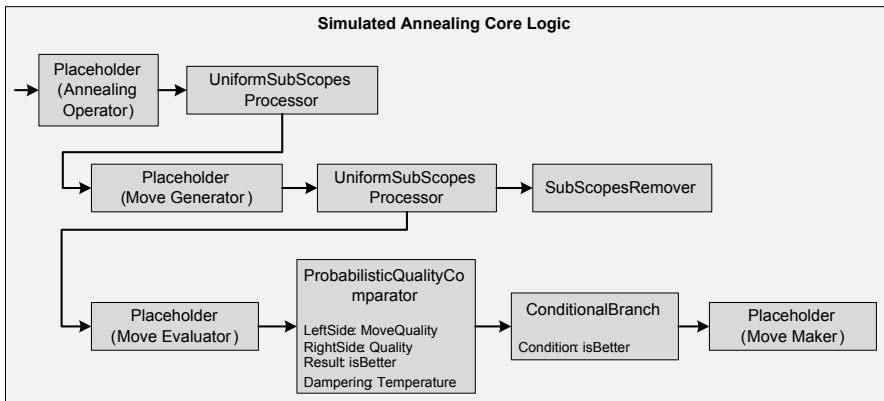 Simulated Annealing Core Logic
Placeholder
(Annealing
Operator)
UniformSubScopes
Processor
Placeholder
(Move Generator)
UniformSubScopes
Processor
SubScopesRemover
Placeholder
(Move Evaluator)
ProbabilisticQualityCo
mparator
LeftSide: MoveQuality
RightSide: Quality
Result: isBetter
Dampering: Temperature
ConditionalBranch
Condition: isBetter
Placeholder
(Move Maker)